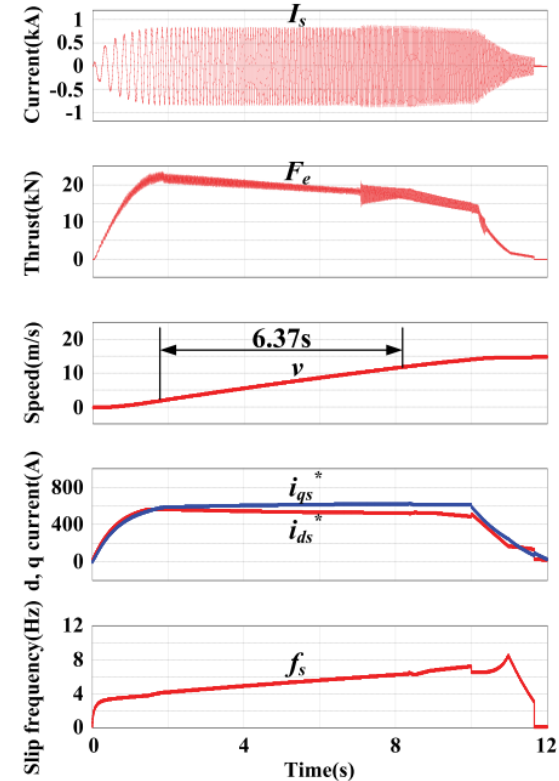 I_s
Current(kA)
1
0.5
0
-0.5
-1
F_e
Thrust(kN)
20
10
0
6.37s
v
Speed(m/s)
20
10
0
i_qs*
i_ds*
d, q current(A)
800
400
0
f_s
Slip frequency(Hz)
12
8
4
0
0 4 8 12
Time(s)